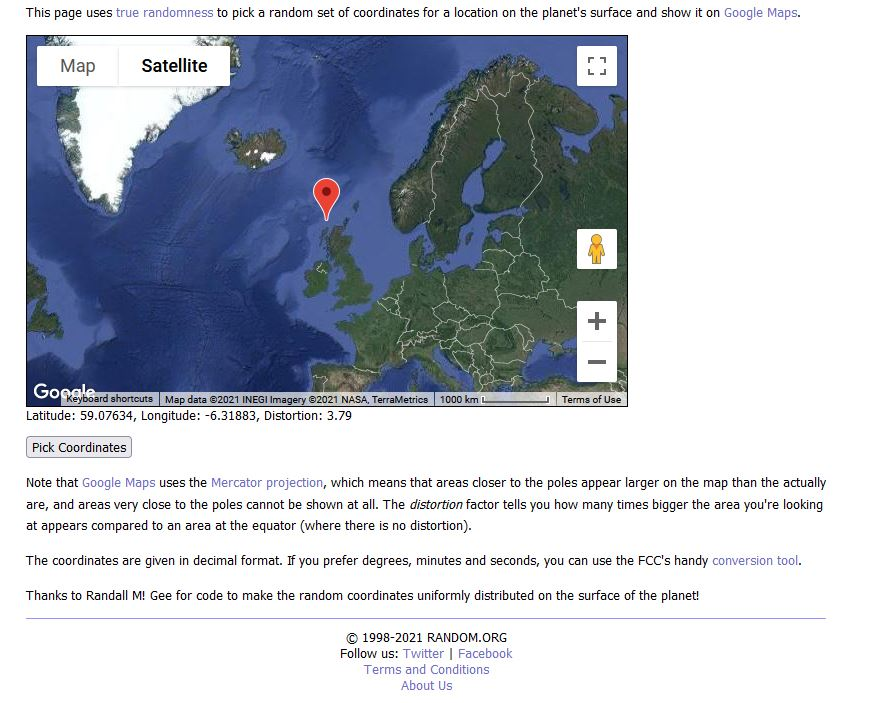 This page uses true randomness to pick a random set of coordinates for a location on the planet's surface and show it on Google Maps.
Map Satellite
Google
Keyboard shortcuts Map data ©2021 INEGI Imagery ©2021 NASA, TerraMetrics 1000 km Terms of Use
Latitude: 59.07634, Longitude: -6.31883, Distortion: 3.79
Pick Coordinates
Note that Google Maps uses the Mercator projection, which means that areas closer to the poles appear larger on the map than the actually
are, and areas very close to the poles cannot be shown at all. The distortion factor tells you how many times bigger the area you're looking
at appears compared to an area at the equator (where there is no distortion).
The coordinates are given in decimal format. If you prefer degrees, minutes and seconds, you can use the FCC's handy conversion tool.
Thanks to Randall M! Gee for code to make the random coordinates uniformly distributed on the surface of the planet!
© 1998-2021 RANDOM.ORG
Follow us: Twitter | Facebook
Terms and Conditions
About Us